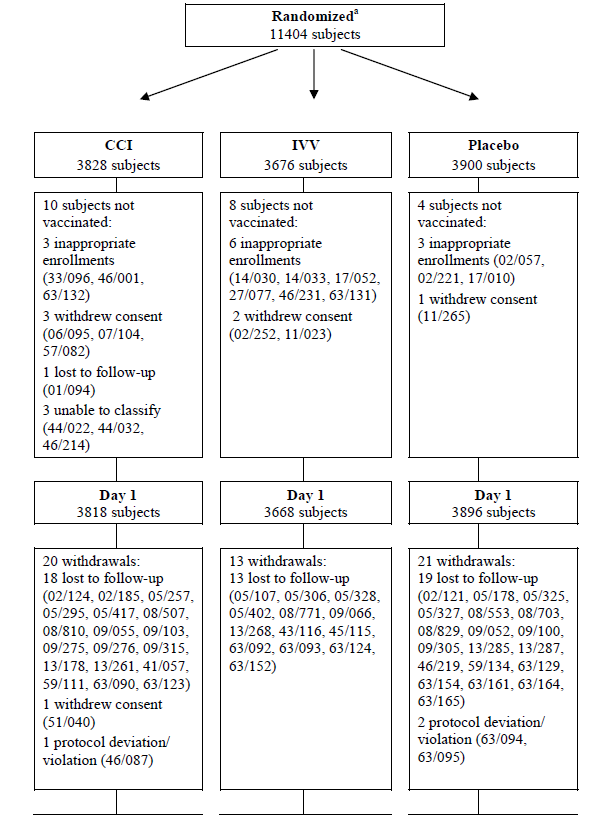 Randomizedª
11404 subjects
CCI
3828 subjects
IVV
3676 subjects
Placebo
3900 subjects
10 subjects not
vaccinated:
3 inappropriate
enrollments
(33/096, 46/001,
63/132)
3 withdrew consent
(06/095, 07/104,
57/082)
1 lost to follow-up
(01/094)
3 unable to classify
(44/022, 44/032,
46/214)
8 subjects not
vaccinated:
6 inappropriate
enrollments
(14/030, 14/033, 17/052,
27/077, 46/231, 63/131)
2 withdrew consent
(02/252, 11/023)
4 subjects not
vaccinated:
3 inappropriate
enrollments (02/057,
02/221, 17/010)
1 withdrew consent
(11/265)
Day 1
3818 subjects
Day 1
3668 subjects
Day 1
3896 subjects
20 withdrawals:
18 lost to follow-up
(02/124, 02/185, 05/257,
05/295, 05/417, 08/507,
08/810, 09/055, 09/103,
09/275, 09/276, 09/315,
13/178, 13/261, 41/057,
59/111, 63/090, 63/123)
1 withdrew consent
(51/040)
1 protocol deviation/
violation (46/087)
13 withdrawals:
13 lost to follow-up
(05/107, 05/306, 05/328,
05/402, 08/771, 09/066,
13/268, 43/116, 45/115,
63/092, 63/093, 63/124,
63/152)
21 withdrawals:
19 lost to follow-up
(02/121, 05/178, 05/325,
05/327, 08/553, 08/703,
08/829, 09/052, 09/100,
09/305, 13/285, 13/287,
46/219, 59/134, 63/129,
63/154, 63/161, 63/164,
63/165)
2 protocol deviation/
violation (63/094,
63/095)